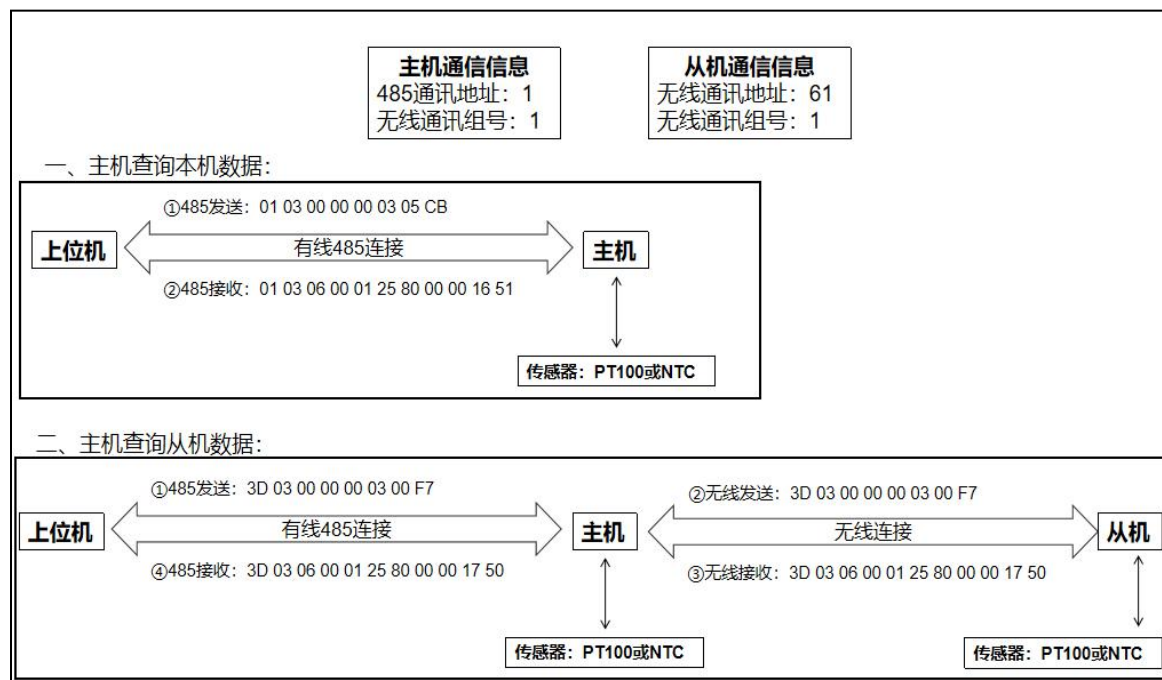 主机通信信息
485通讯地址：1
无线通讯组号：1
从机通信信息
无线通讯地址：61
无线通讯组号：1
一、主机查询本机数据：
①485发送：01 03 00 00 00 03 05 CB
上位机
有线485连接
主机
②485接收：01 03 06 00 01 25 80 00 00 16 51
传感器：PT100或NTC
二、主机查询从机数据：
①485发送：3D 03 00 00 00 03 00 F7
②无线发送：3D 03 00 00 00 03 00 F7
上位机
有线485连接
主机
无线连接
从机
④485接收：3D 03 06 00 01 25 80 00 00 17 50
③无线接收：3D 03 06 00 01 25 80 00 00 17 50
传感器：PT100或NTC
传感器：PT100或NTC